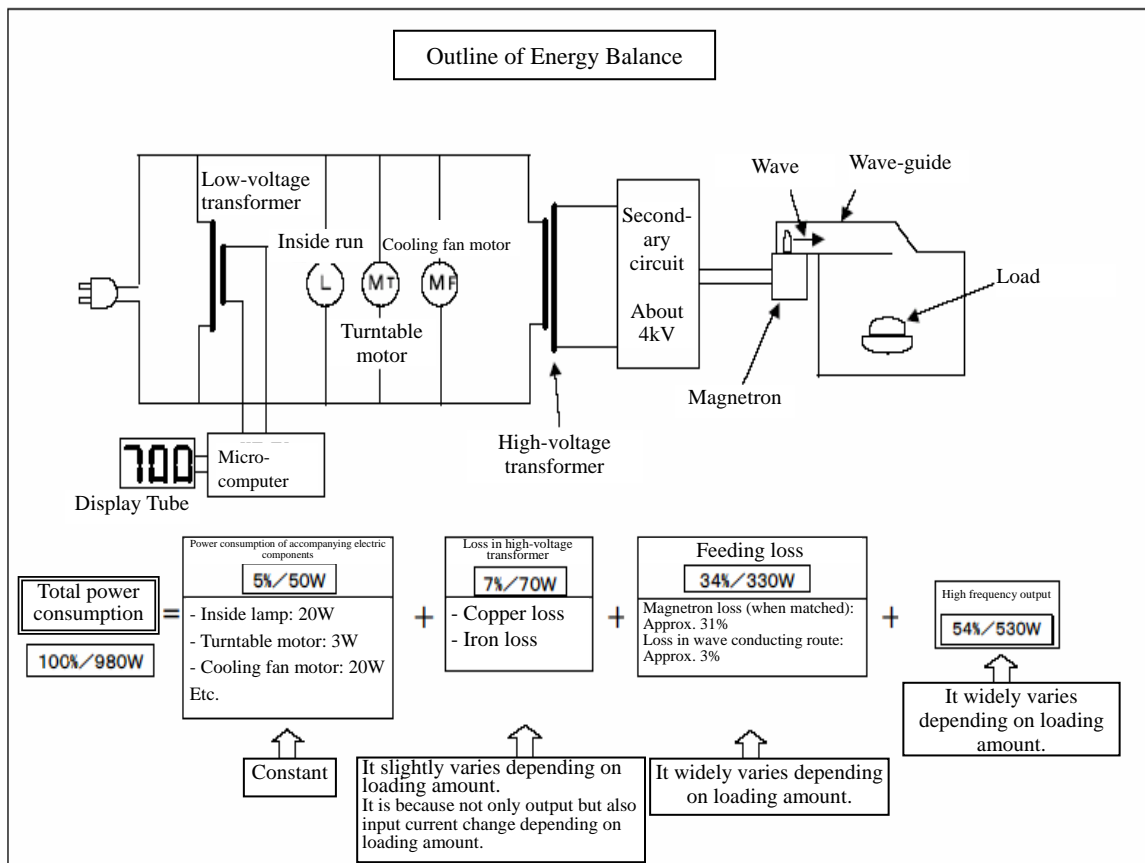 Outline of Energy Balance
Low-voltage
transformer
Inside run
Cooling fan motor
L
MT
MF
Turntable
motor
Second-
ary
circuit
About
4kV
Wave
Wave-guide
Load
Magnetron
High-voltage
transformer
700
Display Tube
Micro-
computer
Total power
consumption
100%/980W
=
Power consumption of accompanying electric
components
5%/50W
- Inside lamp: 20W
- Turntable motor: 3W
- Cooling fan motor: 20W
Etc.
Constant
+
Loss in high-voltage
transformer
7%/70W
- Copper loss
- Iron loss
It slightly varies depending on
loading amount.
It is because not only output but also
input current change depending on
loading amount.
+
Feeding loss
34%/330W
Magnetron loss (when matched):
Approx. 31%
Loss in wave conducting route:
Approx. 3%
It widely varies depending
on loading amount.
+
High frequency output
54%/530W
It widely varies
depending on loading
amount.